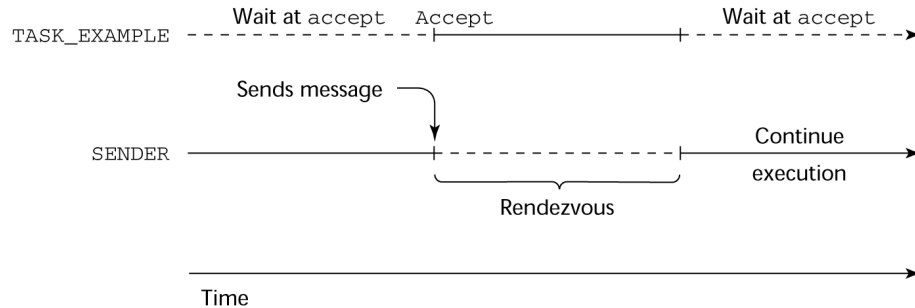 Wait at accept Accept Wait at accept
TASK_EXAMPLE
Sends message
SENDER
Continue
execution
Rendezvous
Time